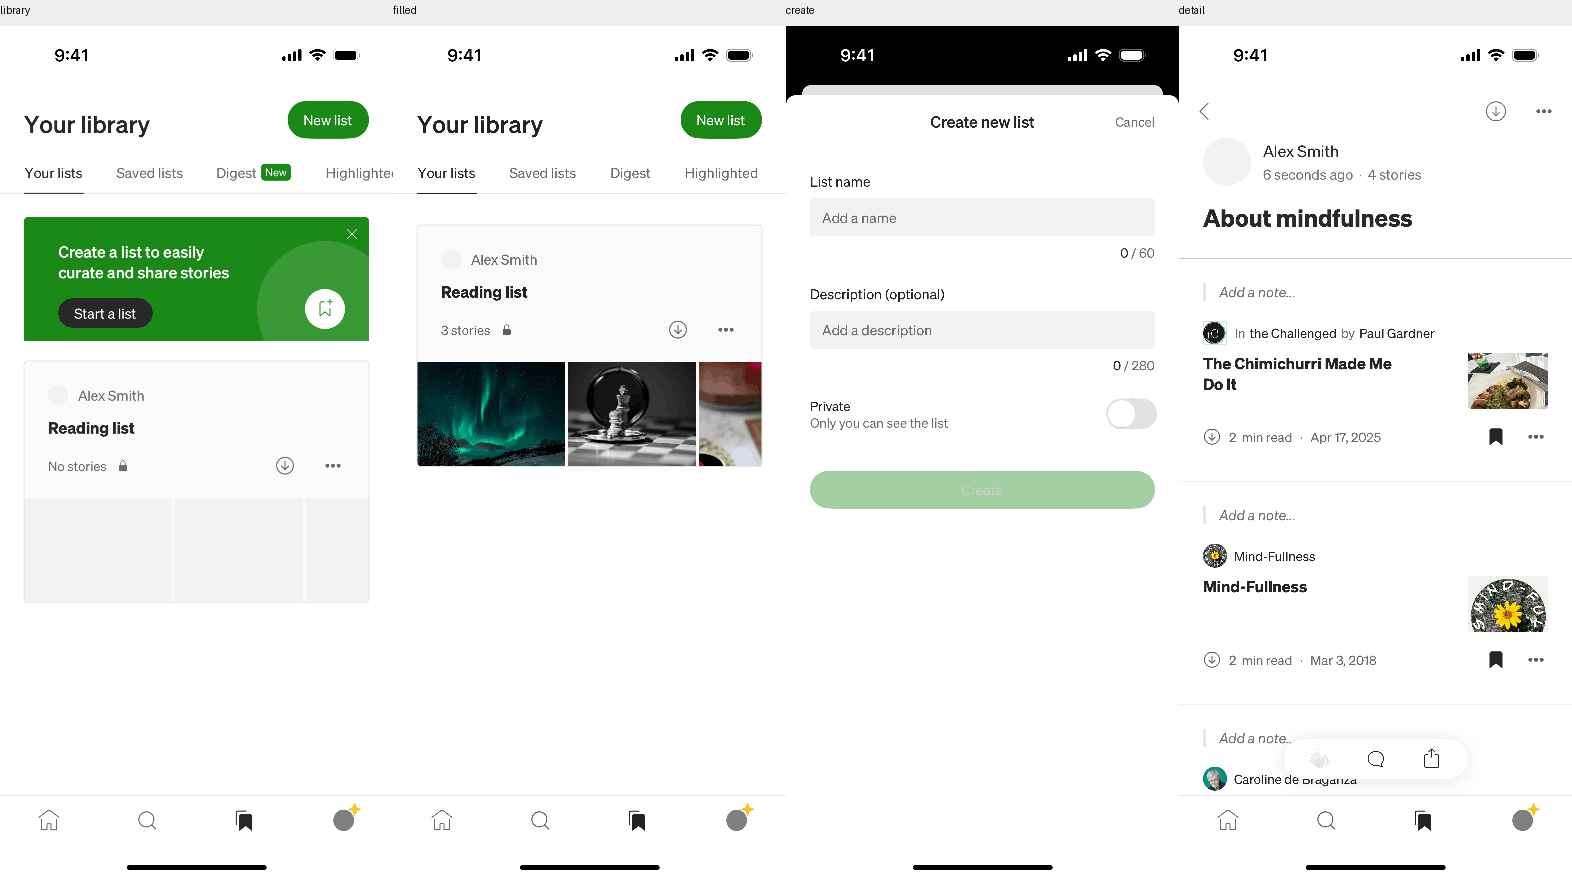 library
9:41
Your library
New list
Your lists
Saved lists
Digest New
Highlighte
Create a list to easily
curate and share stories
Start a list
Alex Smith
Reading list
No stories
filled
9:41
Your library
New list
Your lists
Saved lists
Digest
Highlighted
Alex Smith
Reading list
3 stories
create
9:41
Create new list
Cancel
List name
Add a name
0 / 60
Description (optional)
Add a description
0 / 280
Private
Only you can see the list
Create
detail
9:41
Alex Smith
6 seconds ago · 4 stories
About mindfulness
Add a note...
In the Challenged by Paul Gardner
The Chimichurri Made Me
Do It
2 min read · Apr 17, 2025
Add a note...
Mind-Fullness
Mind-Fullness
MIND-FUL
2 min read · Mar 3, 2018
Add a note..
Caroline de Braganza